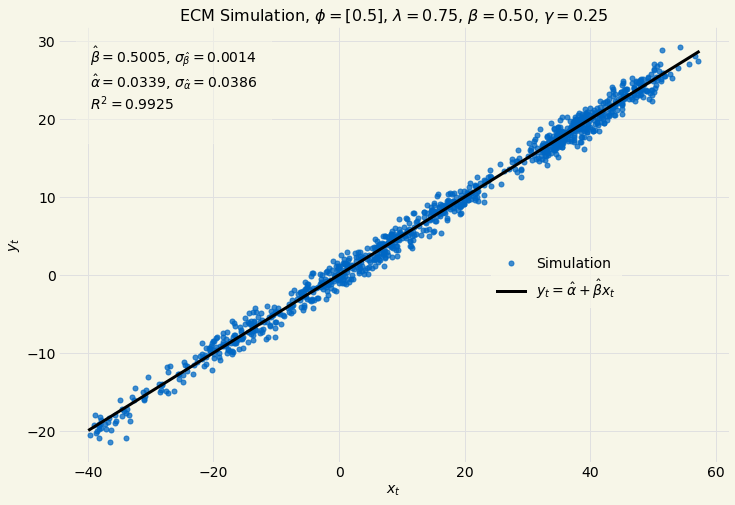 ECM Simulation, ϕ = [0.5], λ = 0.75, β = 0.50, γ = 0.25
30
β̂ = 0.5005, σ_β̂ = 0.0014
α̂ = 0.0339, σ_α̂ = 0.0386
R² = 0.9925
20
10
y_t
Simulation
0
y_t = α̂ + β̂x_t
−10
−20
−40 −20 0 20 40 60
x_t